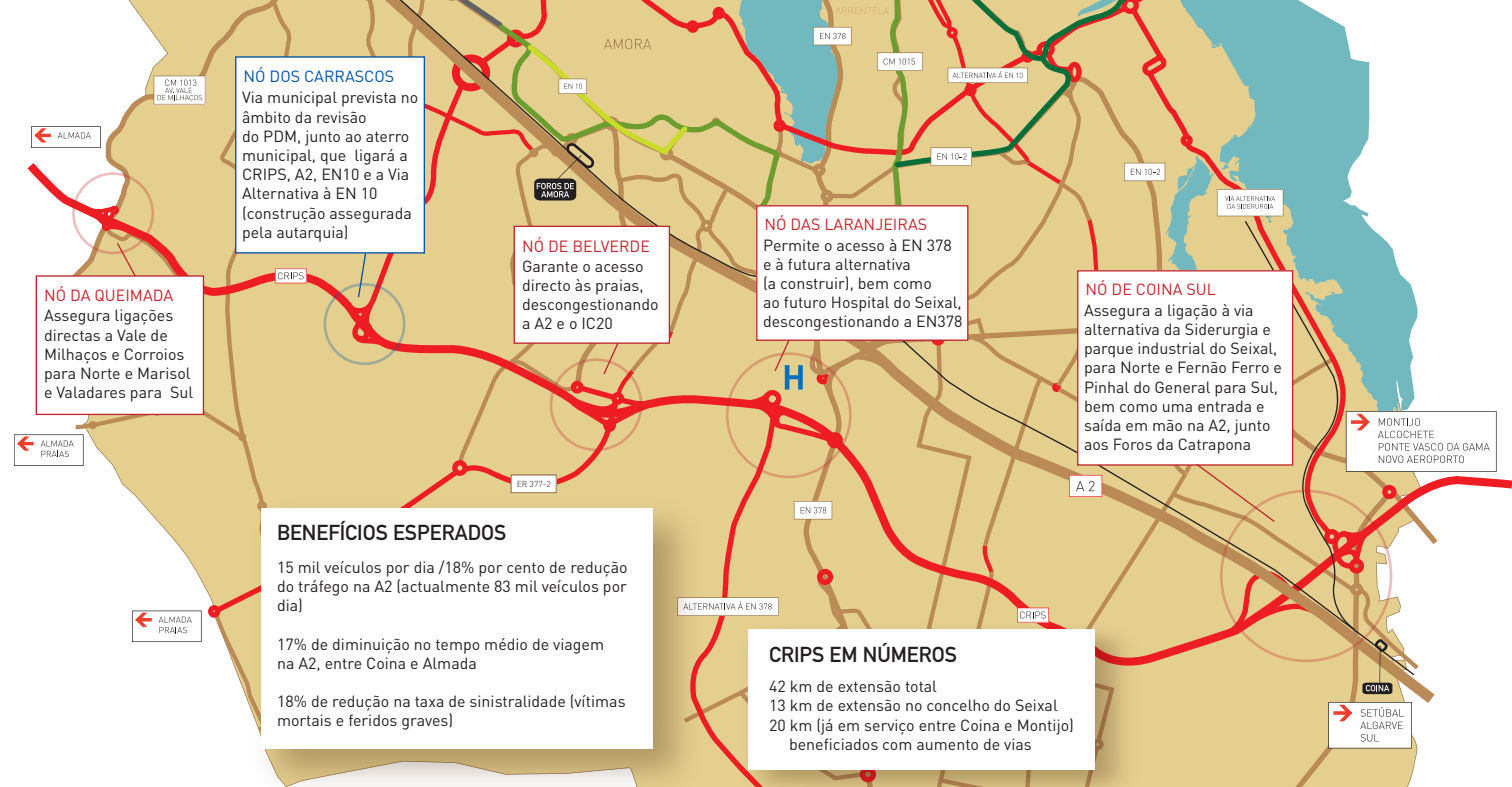 ARRENTELA
EN 378
AMORA
CM 1015
ALTERNATIVA Á EN 10
EN 10
CM 1013
AV. VALE
DE MILHAÇOS
ALMADA
NÓ DOS CARRASCOS
Via municipal prevista no
âmbito da revisão
do PDM, junto ao aterro
municipal, que ligará a
CRIPS, A2, EN10 e a Via
Alternativa à EN 10
(construção assegurada
pela autarquia)
FOROS DE
AMORA
EN 10-2
EN 10-2
VIA ALTERNATIVA
DA SIDERURGIA
CRIPS
NÓ DA QUEIMADA
Assegura ligações
directas a Vale de
Milhaços e Corroios
para Norte e Marisol
e Valadares para Sul
NÓ DE BELVERDE
Garante o acesso
directo às praias,
descongestionando
a A2 e o IC20
NÓ DAS LARANJEIRAS
Permite o acesso à EN 378
e à futura alternativa
(a construir), bem como
ao futuro Hospital do Seixal,
descongestionando a EN378
H
NÓ DE COINA SUL
Assegura a ligação à via
alternativa da Siderurgia e
parque industrial do Seixal,
para Norte e Fernão Ferro e
Pinhal do General para Sul,
bem como uma entrada e
saída em mão na A2, junto
aos Foros da Catrapona
MONTIJO
ALCOCHETE
PONTE VASCO DA GAMA
NOVO AEROPORTO
ALMADA
PRAIAS
ER 377-2
A 2
EN 378
BENEFÍCIOS ESPERADOS
15 mil veículos por dia /18% por cento de redução
do tráfego na A2 (actualmente 83 mil veículos por
dia)
17% de diminuição no tempo médio de viagem
na A2, entre Coina e Almada
18% de redução na taxa de sinistralidade (vítimas
mortais e feridos graves)
ALMADA
PRAIAS
ALTERNATIVA Á EN 378
CRIPS
CRIPS EM NÚMEROS
42 km de extensão total
13 km de extensão no concelho do Seixal
20 km (já em serviço entre Coina e Montijo)
beneficiados com aumento de vias
COINA
SETÚBAL
ALGARVE
SUL